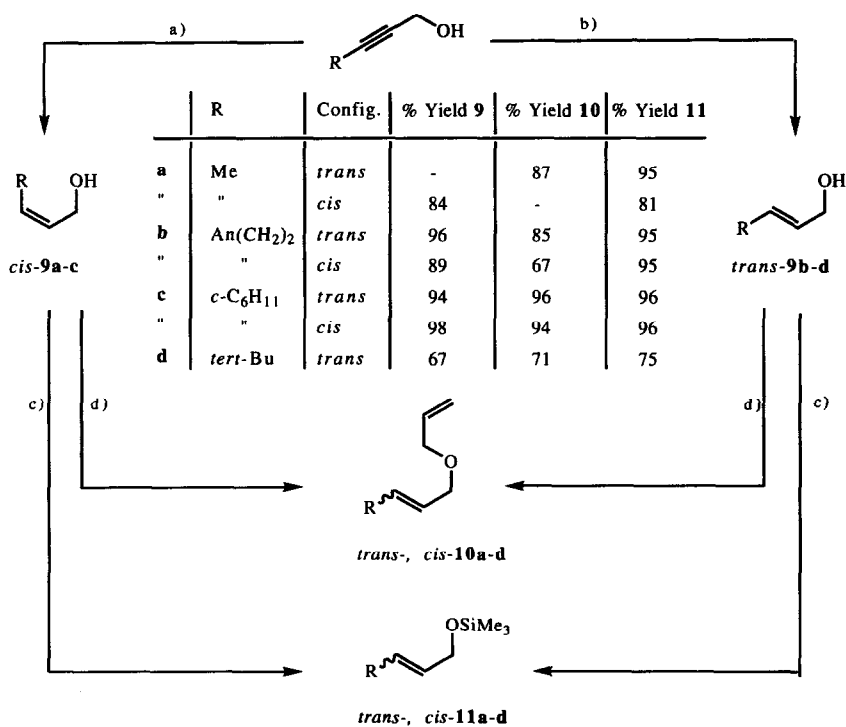 a)
b)
OH
R
R Config. % Yield 9 % Yield 10 % Yield 11
a Me trans - 87 95
" " cis 84 - 81
b An(CH2)2 trans 96 85 95
" " cis 89 67 95
c c-C6H11 trans 94 96 96
" " cis 98 94 96
d tert-Bu trans 67 71 75
R OH
cis-9a-c
OH
R
trans-9b-d
c) d)
d) c)
O
R
trans-, cis-10a-d
OSiMe3
R
trans-, cis-11a-d